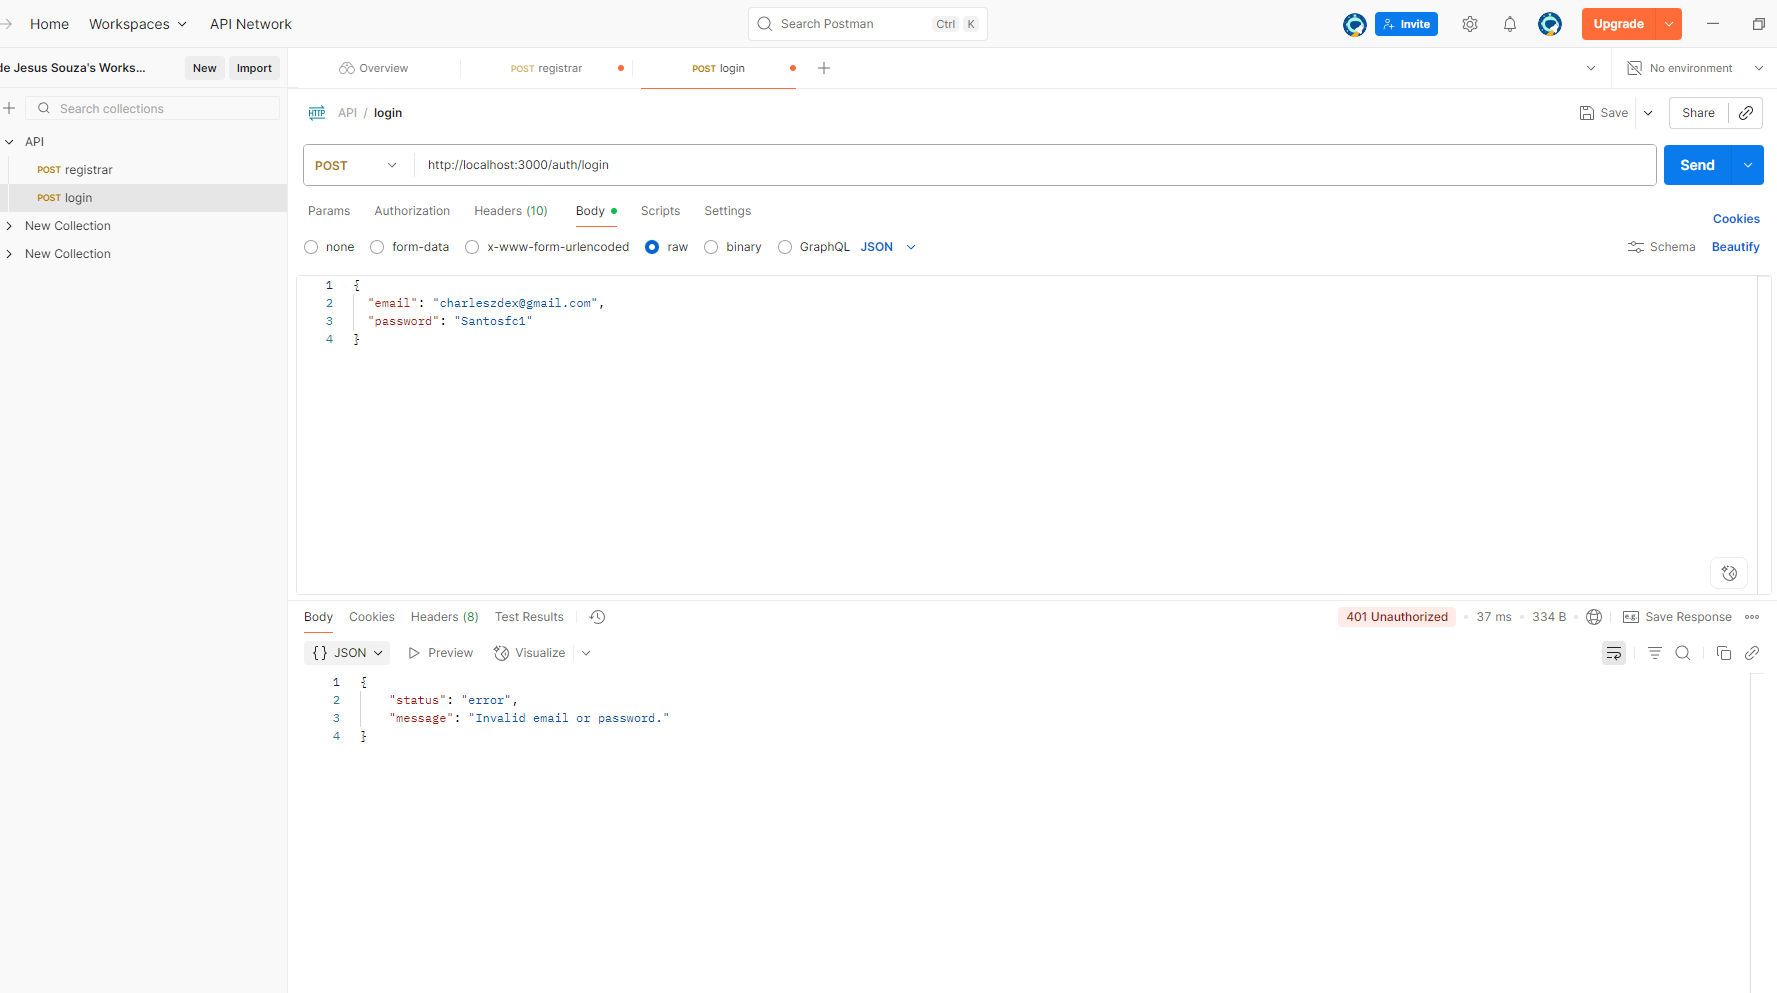 Home Workspaces API Network Search Postman Ctrl K Invite Upgrade
de Jesus Souza's Works... New Import Overview POST registrar POST login No environment
Search collections
HTTP API / login Save Share
API
POST registrar
POST login
New Collection
New Collection
POST http://localhost:3000/auth/login Send
Params Authorization Headers (10) Body Scripts Settings Cookies
none form-data x-www-form-urlencoded raw binary GraphQL JSON Schema Beautify
1 {
2 "email": "charleszdex@gmail.com",
3 "password": "Santosfc1"
4 }
Body Cookies Headers (8) Test Results 401 Unauthorized 37 ms 334 B e.g. Save Response
{} JSON Preview Visualize
1 {
2 "status": "error",
3 "message": "Invalid email or password."
4 }